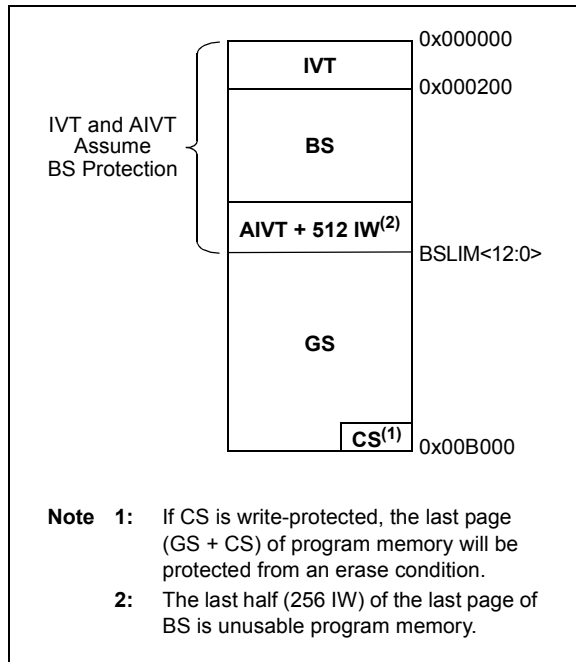 0x000000
IVT
0x000200
IVT and AIVT
Assume
BS Protection
BS
AIVT + 512 IW(2)
BSLIM<12:0>
GS
CS(1)
0x00B000
Note 1: If CS is write-protected, the last page
(GS + CS) of program memory will be
protected from an erase condition.
2: The last half (256 IW) of the last page of
BS is unusable program memory.